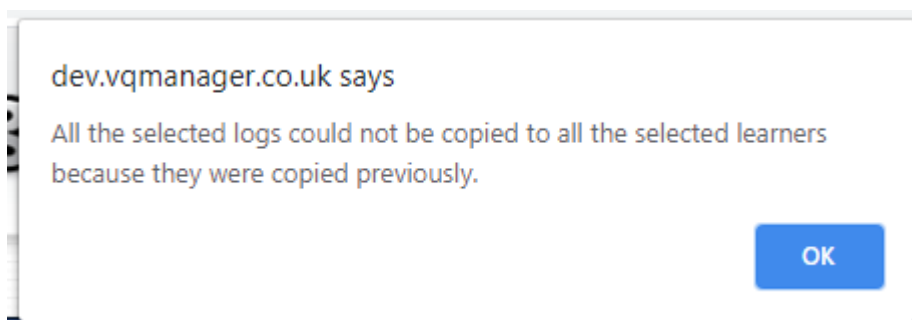 dev.vqmanager.co.uk says
All the selected logs could not be copied to all the selected learners
because they were copied previously.
OK